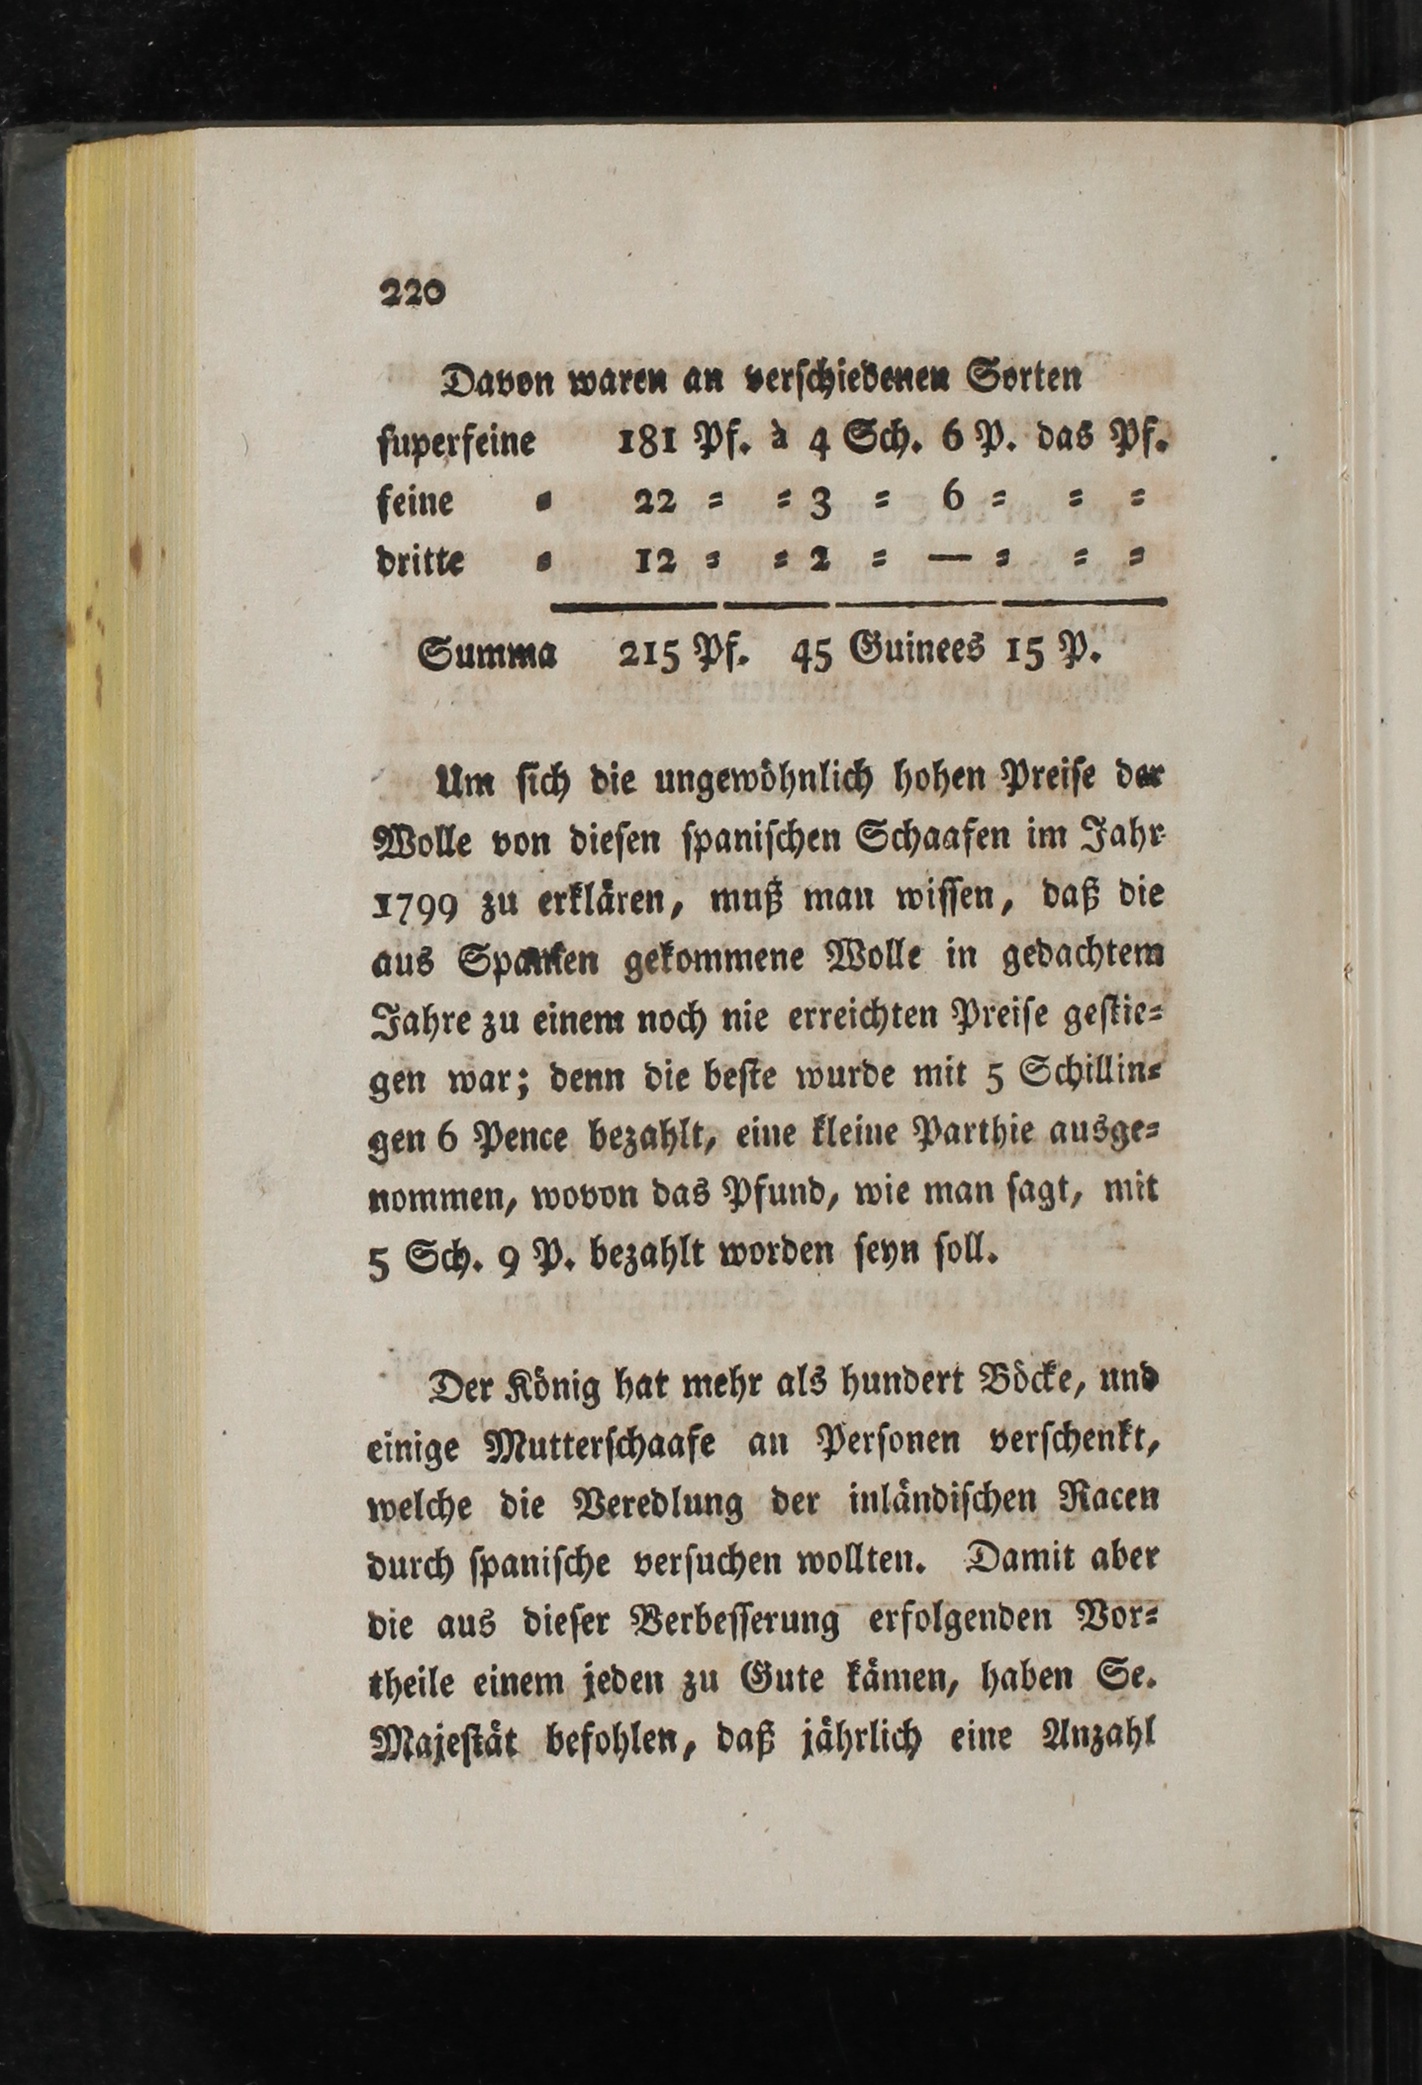 220
Davon waren an verschiedenen Sorten
superfeine 181 Pf. à 4 Sch. 6 P. das Pf.
feine = 22 = = 3 = 6 = = =
dritte = 12 = = 2 = — = = =
Summa 215 Pf. 45 Guinees 15 P.
Um sich die ungewöhnlich hohen Preise der
Wolle von diesen spanischen Schaafen im Jahr
1799 zu erklären, muß man wissen, daß die
aus Spanien gekommene Wolle in gedachtem
Jahre zu einem noch nie erreichten Preise gestie=
gen war; denn die beste wurde mit 5 Schillin=
gen 6 Pence bezahlt, eine kleine Parthie ausge=
nommen, wovon das Pfund, wie man sagt, mit
5 Sch. 9 P. bezahlt worden seyn soll.
Der König hat mehr als hundert Böcke, und
einige Mutterschaafe an Personen verschenkt,
welche die Veredlung der inländischen Racen
durch spanische versuchen wollten. Damit aber
die aus dieser Verbesserung erfolgenden Vor=
theile einem jeden zu Gute kämen, haben Se.
Majestät befohlen, daß jährlich eine Anzahl